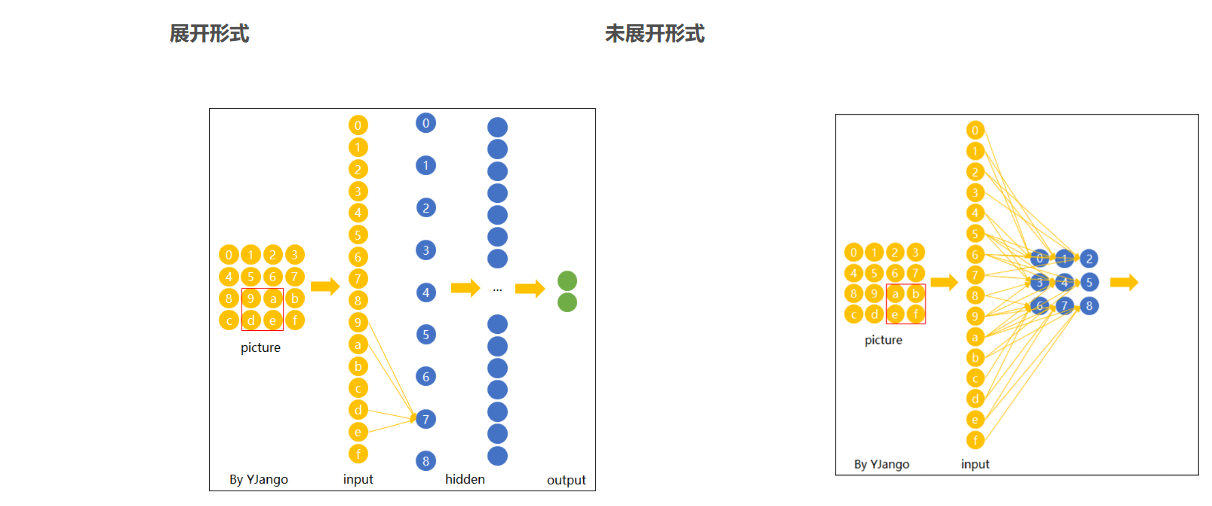 展开形式
未展开形式
0 1 2 3
4 5 6 7
8 9 a b
c d e f
picture
0
1
2
3
4
5
6
7
8
9
a
b
c
d
e
f
0
1
2
3
4
5
6
7
8
...
By YJango
input
hidden
output
0 1 2 3
4 5 6 7
8 9 a b
c d e f
picture
0
1
2
3
4
5
6
7
8
9
a
b
c
d
e
f
0 1 2
3 4 5
6 7 8
By YJango
input